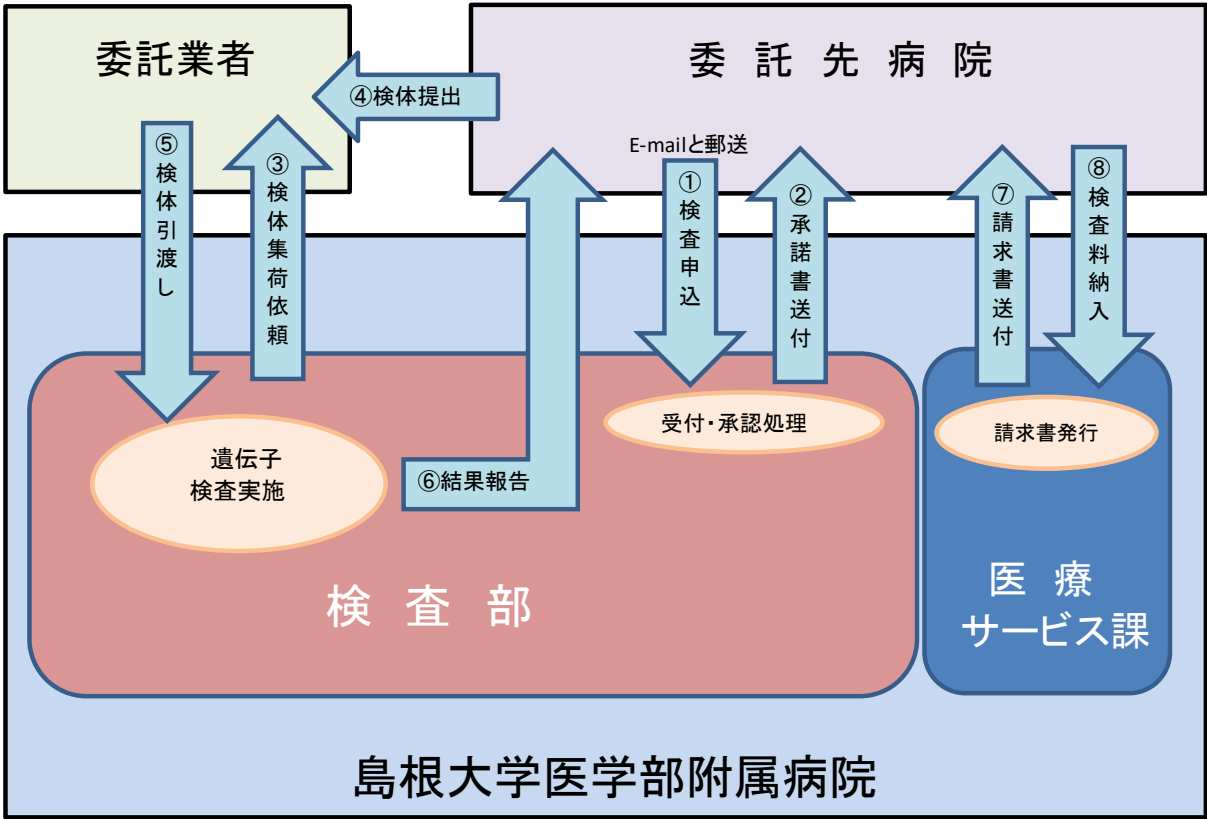 委託業者
委託先病院
④検体提出
E-mailと郵送
⑤検体引渡し
③検体集荷依頼
①検査申込
②承諾書送付
⑦請求書送付
⑧検査料納入
受付・承認処理
請求書発行
遺伝子
検査実施
⑥結果報告
検査部
医療
サービス課
島根大学医学部附属病院